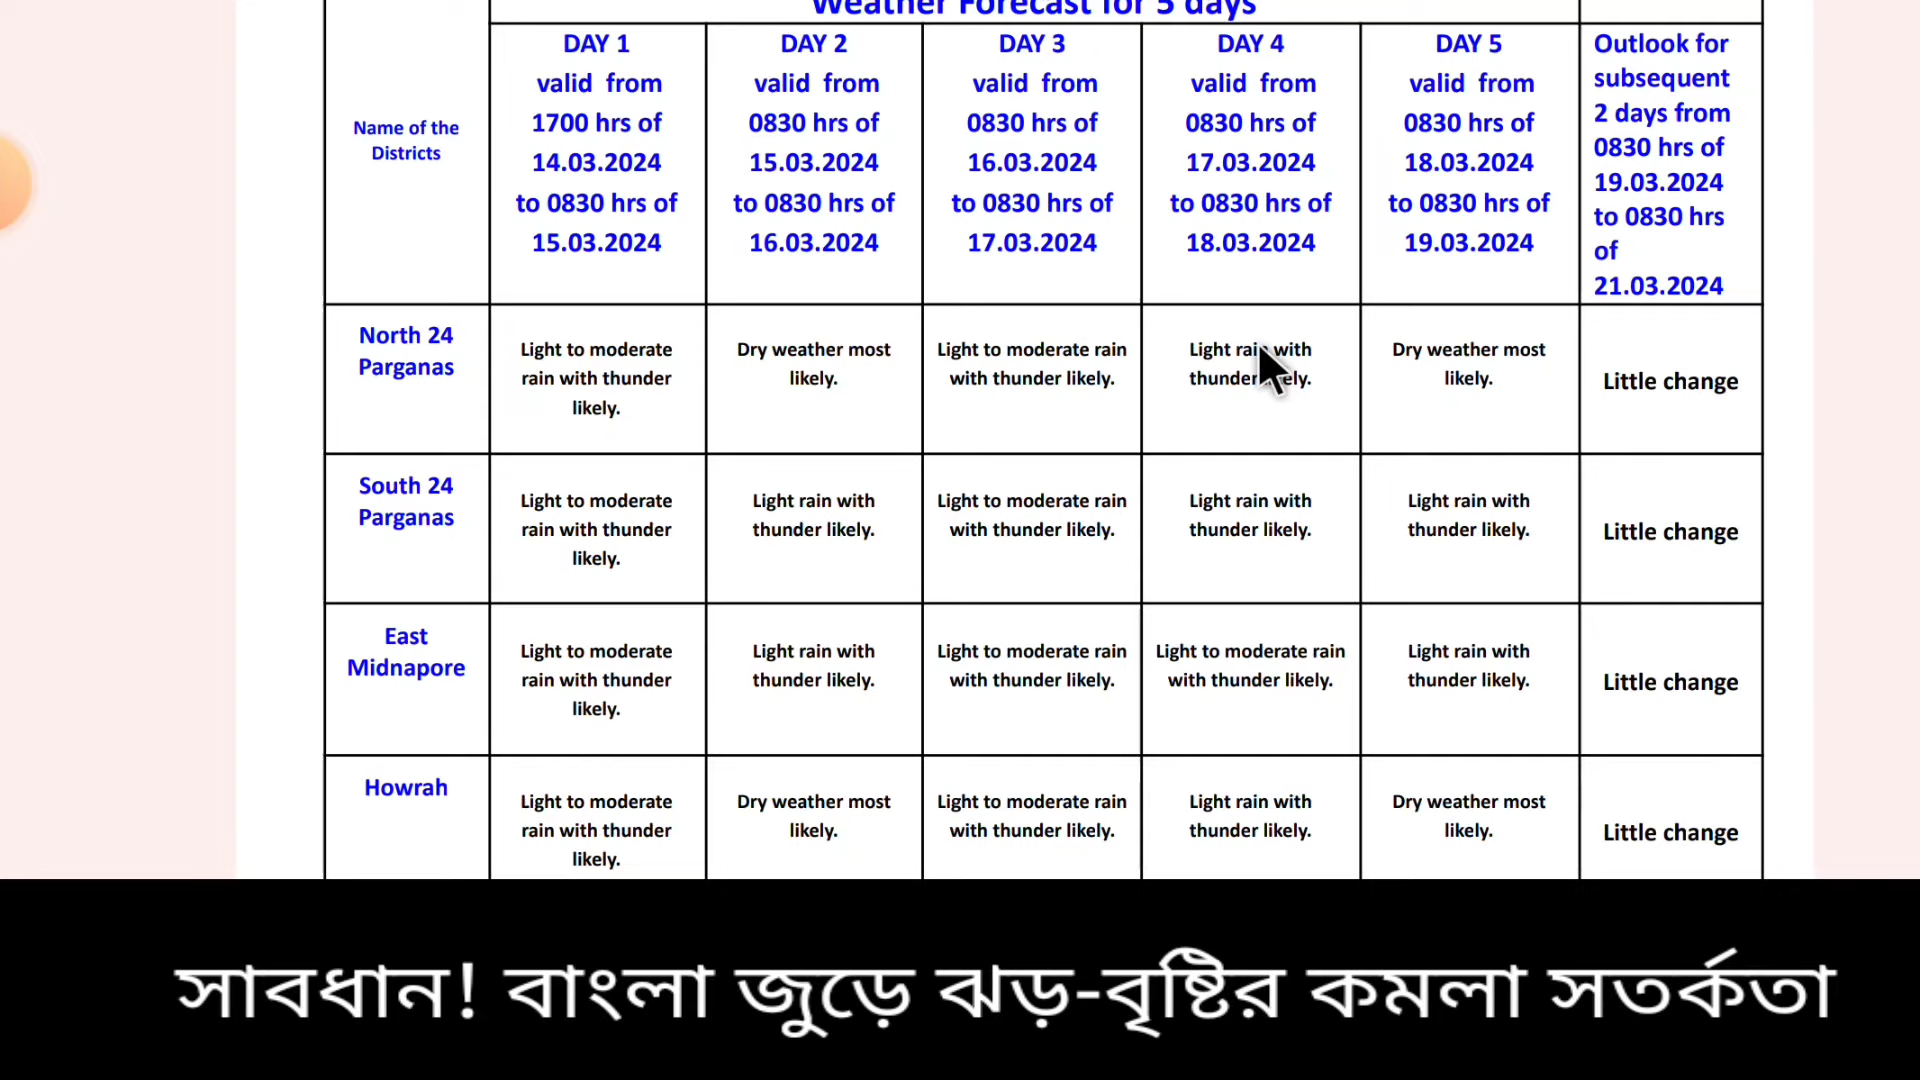 Weather Forecast for 5 days
Name of the
Districts
DAY 1
valid from
1700 hrs of
14.03.2024
to 0830 hrs of
15.03.2024
DAY 2
valid from
0830 hrs of
15.03.2024
to 0830 hrs of
16.03.2024
DAY 3
valid from
0830 hrs of
16.03.2024
to 0830 hrs of
17.03.2024
DAY 4
valid from
0830 hrs of
17.03.2024
to 0830 hrs of
18.03.2024
DAY 5
valid from
0830 hrs of
18.03.2024
to 0830 hrs of
19.03.2024
Outlook for
subsequent
2 days from
0830 hrs of
19.03.2024
to 0830 hrs
of
21.03.2024
North 24
Parganas
Light to moderate
rain with thunder
likely.
Dry weather most
likely.
Light to moderate rain
with thunder likely.
Light rain with
thunder likely.
Dry weather most
likely.
Little change
South 24
Parganas
Light to moderate
rain with thunder
likely.
Light rain with
thunder likely.
Light to moderate rain
with thunder likely.
Light rain with
thunder likely.
Light rain with
thunder likely.
Little change
East
Midnapore
Light to moderate
rain with thunder
likely.
Light rain with
thunder likely.
Light to moderate rain
with thunder likely.
Light to moderate rain
with thunder likely.
Light rain with
thunder likely.
Little change
Howrah
Light to moderate
rain with thunder
likely.
Dry weather most
likely.
Light to moderate rain
with thunder likely.
Light rain with
thunder likely.
Dry weather most
likely.
Little change
সাবধান! বাংলা জুড়ে ঝড়-বৃষ্টির কমলা সতর্কতা